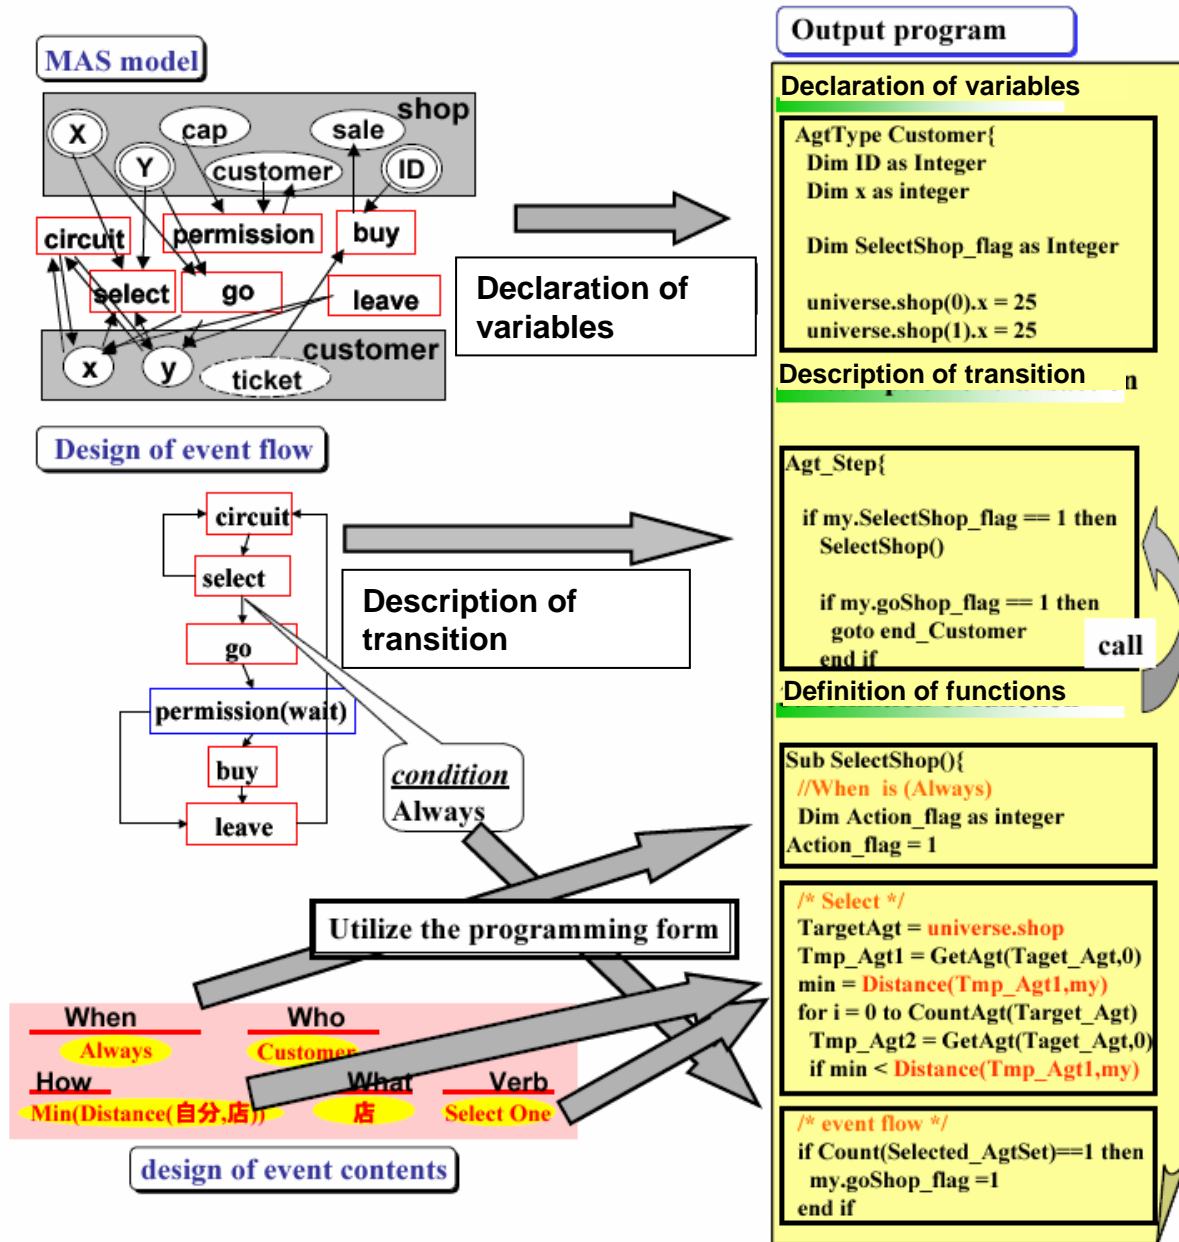 MAS model
shop
X
cap
sale
Y
customer
ID
circuit
permission
buy
select
go
leave
customer
x
y
ticket
Declaration of
variables
Design of event flow
circuit
select
go
permission(wait)
buy
leave
Description of
transition
condition
Always
Utilize the programming form
When
Who
Always
Customer
How
What
Verb
Min(Distance(自分,店))
店
Select One
design of event contents
Output program
Declaration of variables
AgtType Customer{
Dim ID as Integer
Dim x as integer
Dim SelectShop_flag as Integer
universe.shop(0).x = 25
universe.shop(1).x = 25
Description of transition
Agt_Step{
if my.SelectShop_flag == 1 then
SelectShop()
if my.goShop_flag == 1 then
goto end_Customer
end if
call
Definition of functions
Sub SelectShop(){
//When is (Always)
Dim Action_flag as integer
Action_flag = 1
/* Select */
TargetAgt = universe.shop
Tmp_Agt1 = GetAgt(Taget_Agt,0)
min = Distance(Tmp_Agt1,my)
for i = 0 to CountAgt(Target_Agt)
Tmp_Agt2 = GetAgt(Taget_Agt,0)
if min < Distance(Tmp_Agt1,my)
/* event flow */
if Count(Selected_AgtSet)==1 then
my.goShop_flag =1
end if